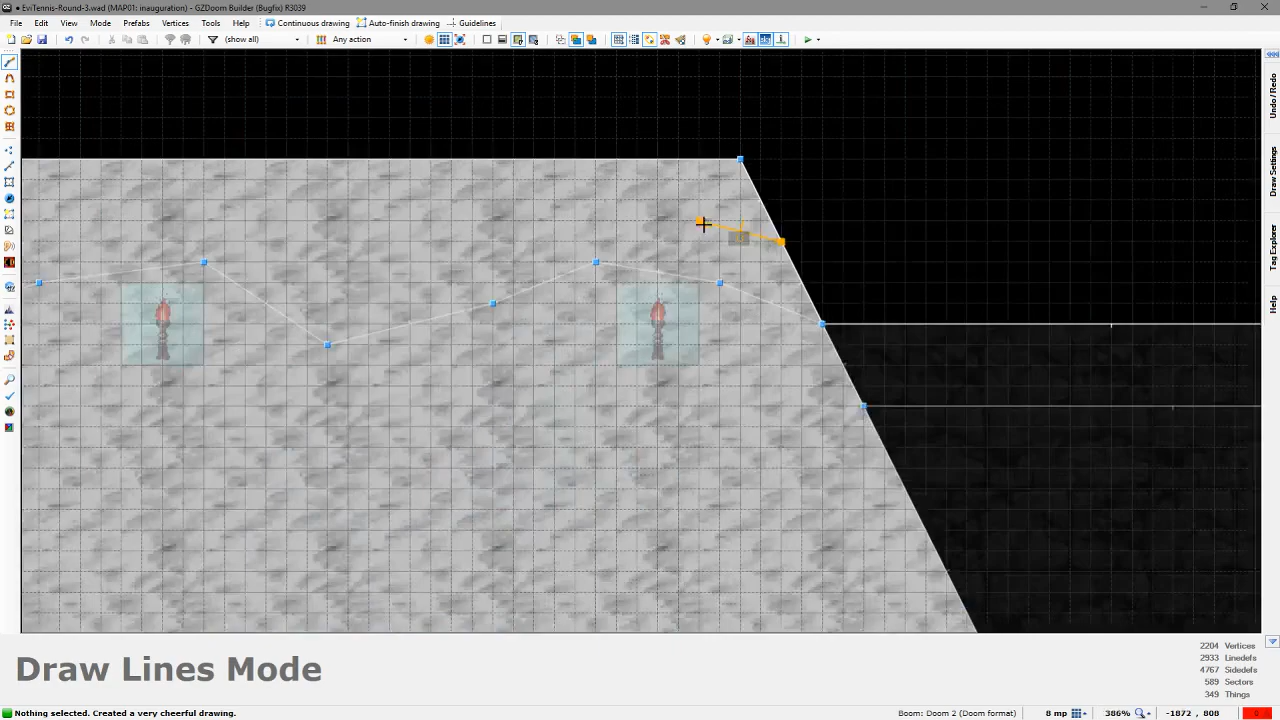 • EviTennis-Round-3.wad (MAP01: inauguration) - GZDoom Builder (Bugfix) R3039
File Edit View Mode Prefabs Vertices Tools Help Continuous drawing Auto-finish drawing Guidelines
(show all) Any action
Undo / Redo
Draw Settings
Tag Explorer
Help
Draw Lines Mode
2204 Vertices
2933 Linedefs
4767 Sidedefs
589 Sectors
349 Things
Nothing selected. Created a very cheerful drawing.
Boom: Doom 2 (Doom format) 8 mp 386% -1872 , 808